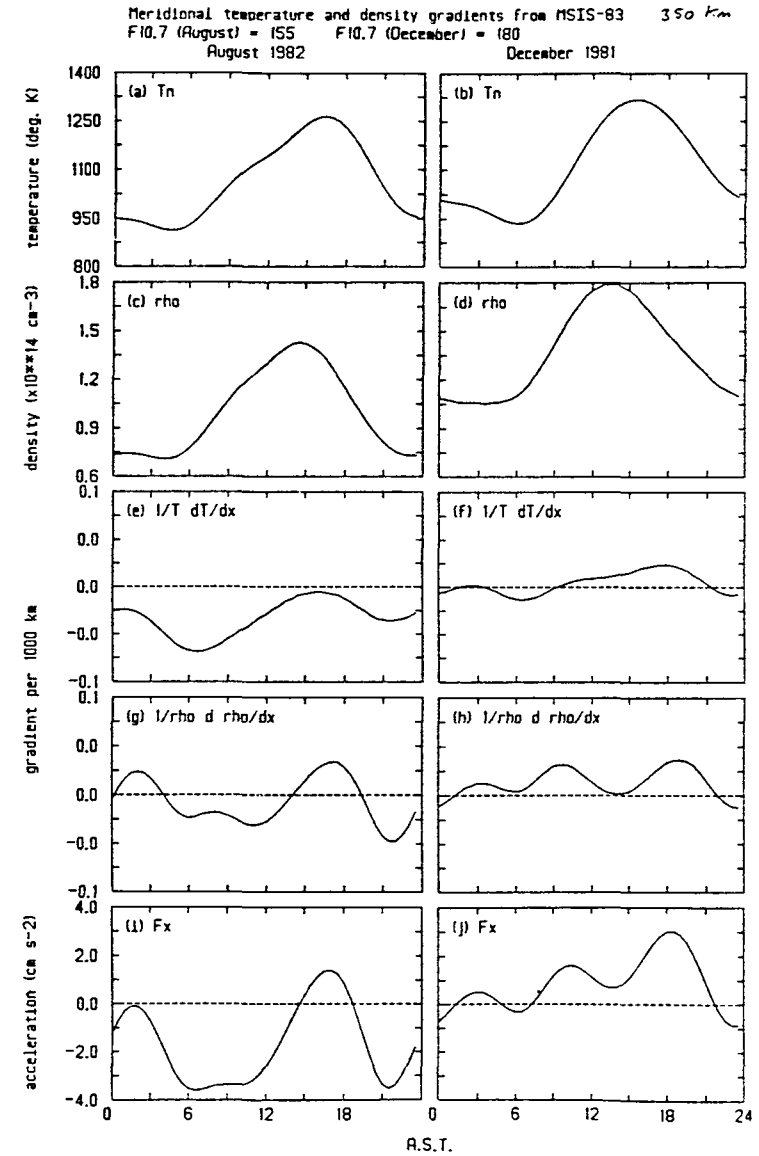 Meridional temperature and density gradients from MSIS-83 350 Km
F10.7 (August) = 155 F10.7 (December) = 180
August 1982 December 1981
temperature (deg. K)
1400
1250
1100
950
800
(a) Tn
(b) Tn
density (x10**14 cm-3)
1.8
1.5
1.2
0.9
0.6
(c) rho
(d) rho
gradient per 1000 km
0.1
0.0
0.0
-0.0
-0.1
(e) 1/T dT/dx
(f) 1/T dT/dx
0.1
0.0
0.0
-0.0
-0.1
(g) 1/rho d rho/dx
(h) 1/rho d rho/dx
acceleration (cm s-2)
4.0
2.0
0.0
-2.0
-4.0
(i) Fx
(j) Fx
0 6 12 18 0 6 12 18 24
A.S.T.